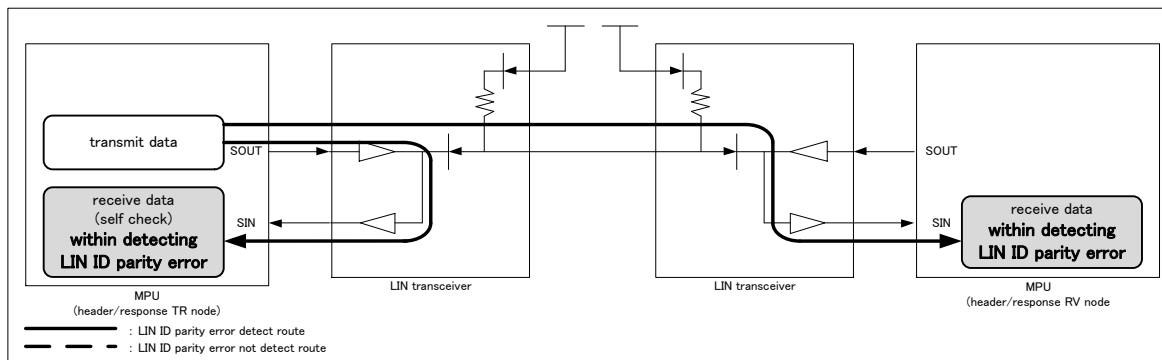 transmit data
SOUT
receive data
(self check)
within detecting
LIN ID parity error
SIN
MPU
(header/response TR node)
LIN transceiver
LIN transceiver
SOUT
SIN
receive data
within detecting
LIN ID parity error
MPU
(header/response RV node
: LIN ID parity error detect route
: LIN ID parity error not detect route